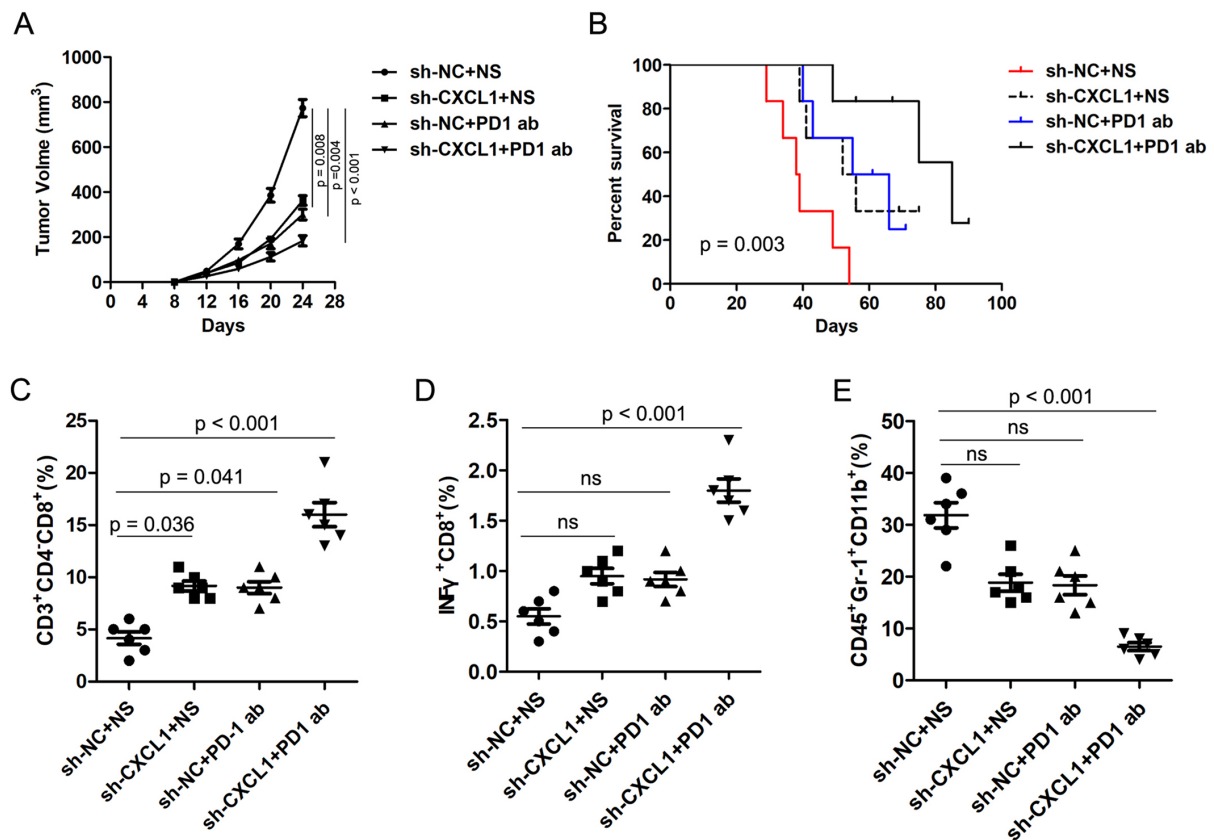 A
Tumor Volme (mm³)
1000
800
600
400
200
0
0 4 8 12 16 20 24 28
Days
p = 0.008
p =0.004
p < 0.001
sh-NC+NS
sh-CXCL1+NS
sh-NC+PD1 ab
sh-CXCL1+PD1 ab
B
Percent survival
100
80
60
40
20
0
0 20 40 60 80 100
Days
p = 0.003
sh-NC+NS
sh-CXCL1+NS
sh-NC+PD1 ab
sh-CXCL1+PD1 ab
C
CD3⁺CD4⁻CD8⁺(%)
25
20
15
10
5
0
p < 0.001
p = 0.041
p = 0.036
sh-NC+NS
sh-CXCL1+NS
sh-NC+PD-1 ab
sh-CXCL1+PD1 ab
D
INFγ ⁺CD8⁺(%)
2.5
2.0
1.5
1.0
0.5
0.0
p < 0.001
ns
ns
sh-NC+NS
sh-CXCL1+NS
sh-NC+PD1 ab
sh-CXCL1+PD1 ab
E
CD45⁺Gr-1⁺CD11b⁺(%)
50
40
30
20
10
0
p < 0.001
ns
ns
sh-NC+NS
sh-CXCL1+NS
sh-NC+PD1 ab
sh-CXCL1+PD1 ab